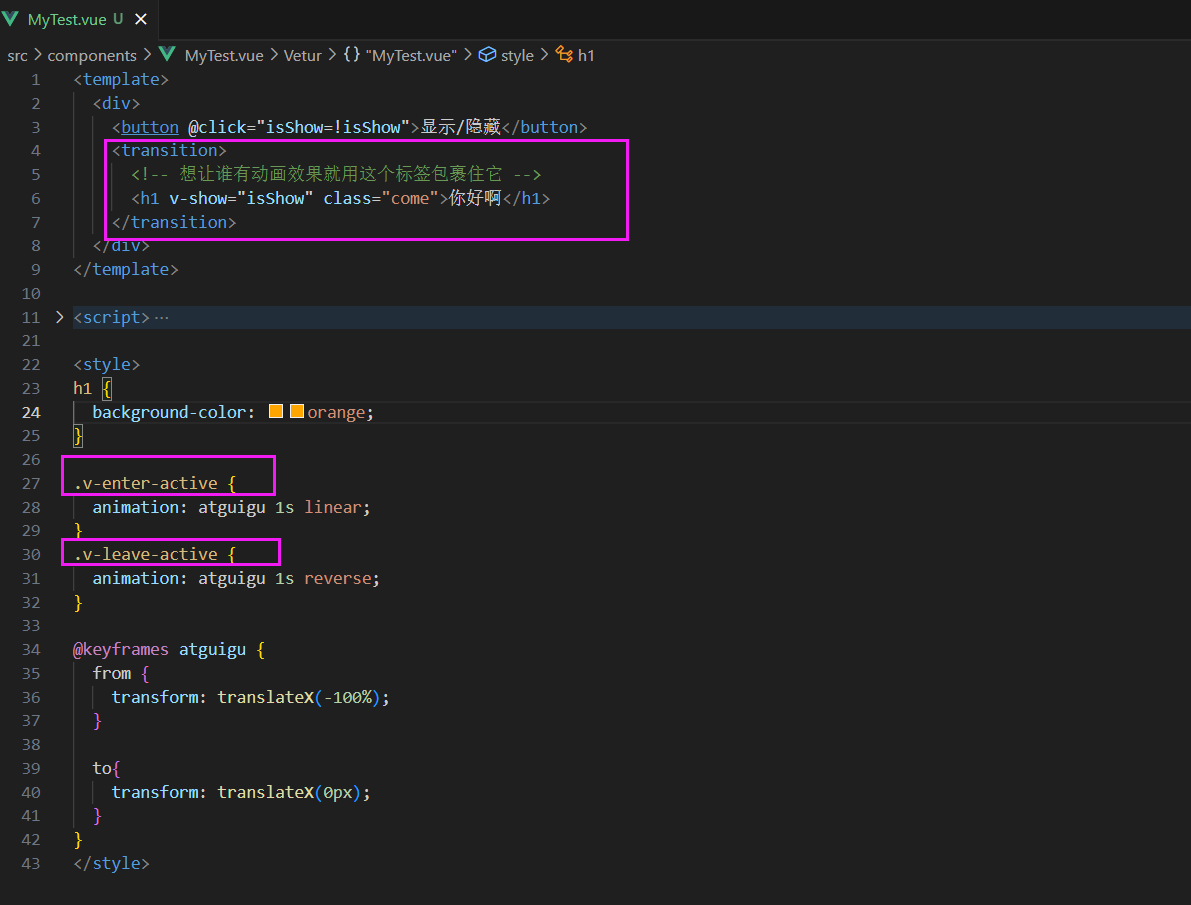 MyTest.vue U
src > components > MyTest.vue > Vetur > {} "MyTest.vue" > style > h1
1 <template>
2 <div>
3 <button @click="isShow=!isShow">显示/隐藏</button>
4 <transition>
5 <!-- 想让谁有动画效果就用这个标签包裹住它 -->
6 <h1 v-show="isShow" class="come">你好啊</h1>
7 </transition>
8 </div>
9 </template>
10
11 <script>···
21
22 <style>
23 h1 {
24 background-color: orange;
25 }
26
27 .v-enter-active {
28 animation: atguigu 1s linear;
29 }
30 .v-leave-active {
31 animation: atguigu 1s reverse;
32 }
33
34 @keyframes atguigu {
35 from {
36 transform: translateX(-100%);
37 }
38
39 to{
40 transform: translateX(0px);
41 }
42 }
43 </style>